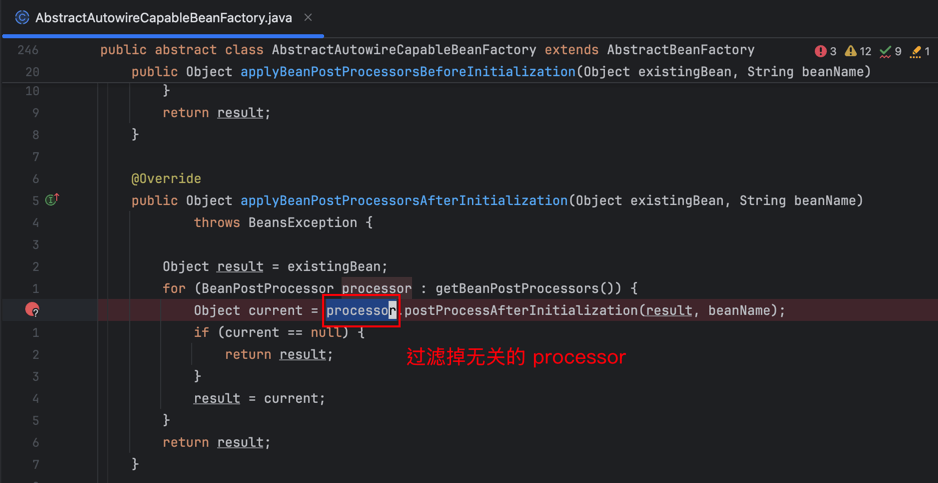 AbstractAutowireCapableBeanFactory.java
246 public abstract class AbstractAutowireCapableBeanFactory extends AbstractBeanFactory 3 12 9 1
20 public Object applyBeanPostProcessorsBeforeInitialization(Object existingBean, String beanName)
10 }
9 return result;
8 }
7
6 @Override
5 public Object applyBeanPostProcessorsAfterInitialization(Object existingBean, String beanName)
4 throws BeansException {
3
2 Object result = existingBean;
1 for (BeanPostProcessor processor : getBeanPostProcessors()) {
Object current = processor.postProcessAfterInitialization(result, beanName);
1 if (current == null) {
2 return result;
过滤掉无关的 processor
3 }
4 result = current;
5 }
6 return result;
7 }